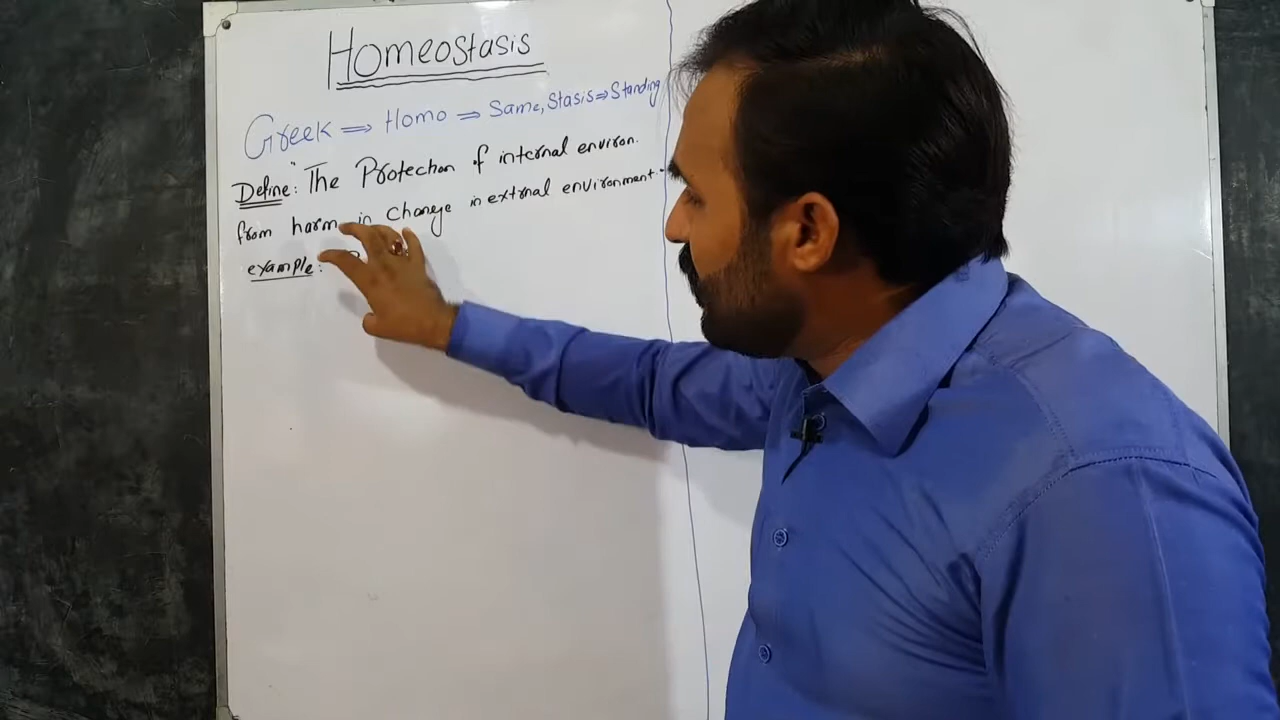 Homeostasis
Greek ⇒ Homo ⇒ Same, Stasis⇒Standing
Define: "The Protection of internal environ.
from harm in change in extrnal environment.
example: